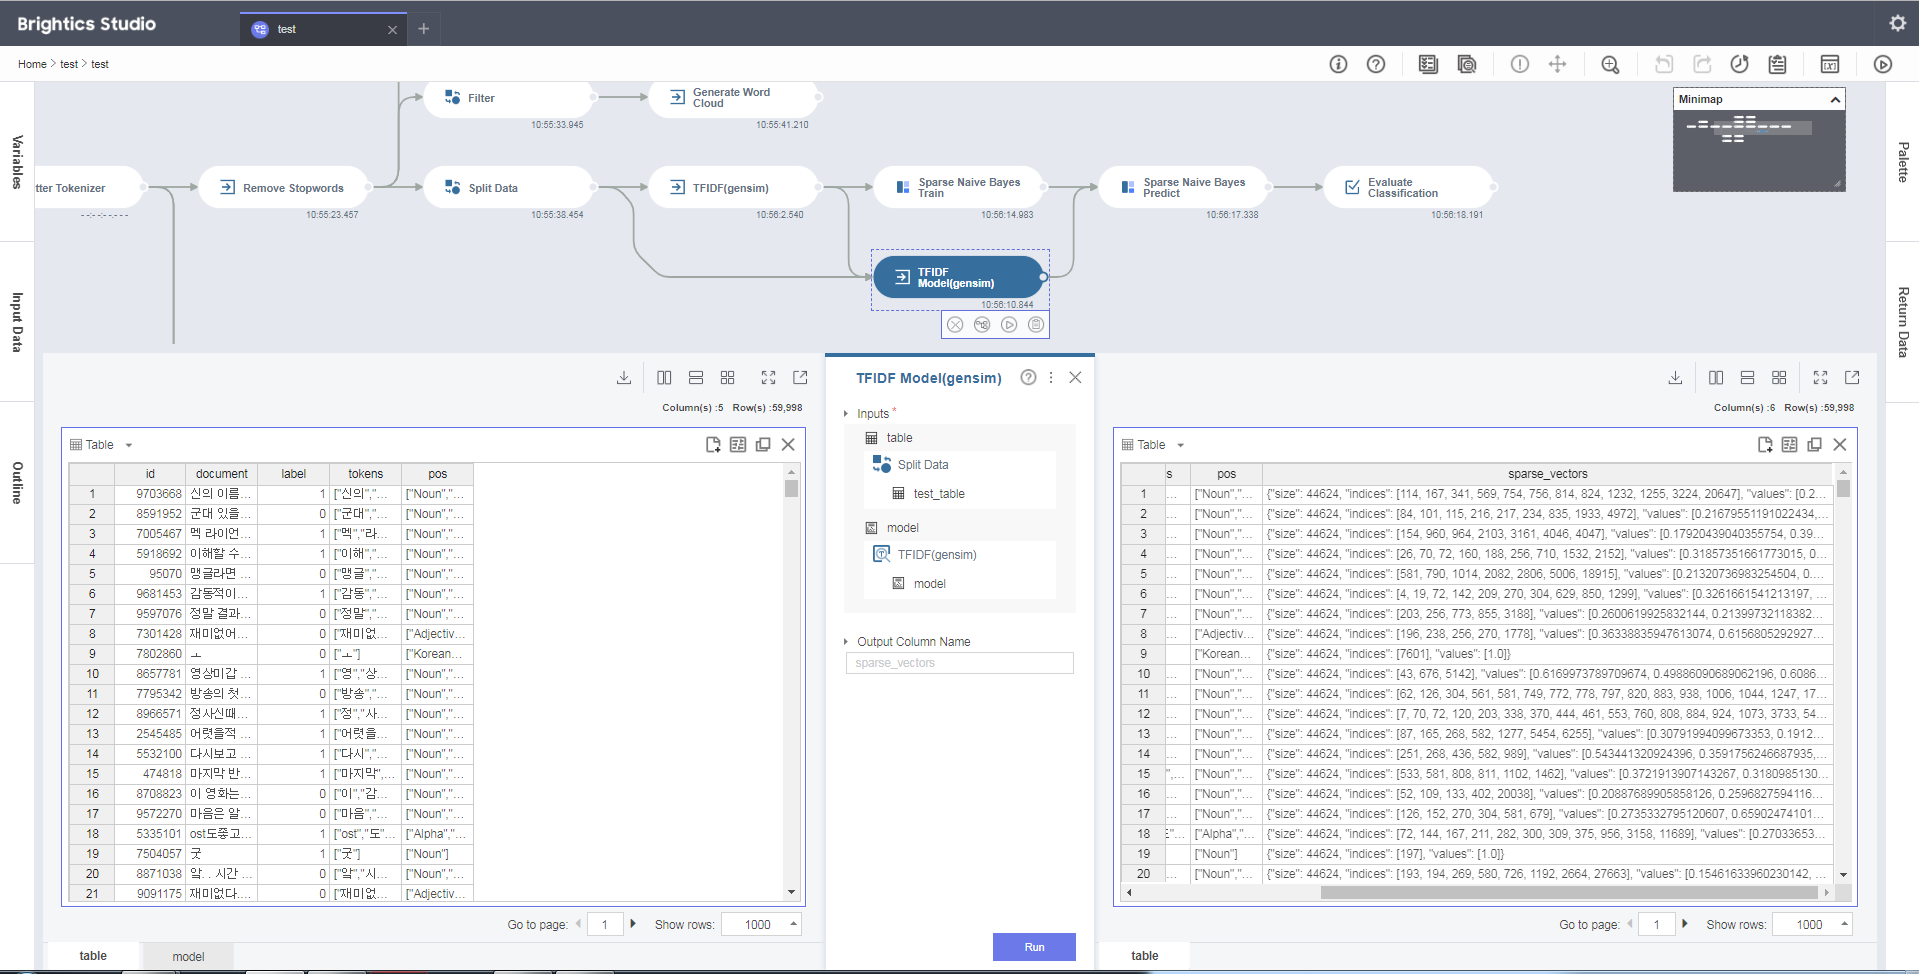 Brightics Studio
test
Home > test > test
Variables
Input Data
Outline
Palette
Return Data
Minimap
Filter
10:55:33.945
Generate Word
Cloud
10:55:41.210
tter Tokenizer
--:--:--.---
Remove Stopwords
10:55:23.457
Split Data
10:55:38.454
TFIDF(gensim)
10:56:2.540
Sparse Naive Bayes
Train
10:56:14.983
Sparse Naive Bayes
Predict
10:56:17.338
Evaluate
Classification
10:56:18.191
TFIDF
Model(gensim)
10:56:10.844
Column(s) :5 Row(s) :59,998
Table
id document label tokens pos
1 9703668 신의 이름... 1 ["신의","... ["Noun","...
2 8591952 군대 있을... 0 ["군대","... ["Noun","...
3 7005467 멕 라이언... 1 ["멕","라... ["Noun","...
4 5918692 이해할 수... 1 ["이해","... ["Noun","...
5 95070 맹글라면 ... 0 ["맹글","... ["Noun","...
6 9681453 감동적이... 1 ["감동","... ["Noun","...
7 9597076 정말 결과... 0 ["정말","... ["Noun","...
8 7301428 재미없어... 0 ["재미없... ["Adjectiv...
9 7802860 ㅗ 0 ["ㅗ"] ["Korean...
10 8657781 영상미갑 ... 1 ["영","상... ["Noun","...
11 7795342 방송의 첫... 0 ["방송","... ["Noun","...
12 8966571 정사신때... 1 ["정","사... ["Noun","...
13 2545485 어렷을적 ... 1 ["어렷을... ["Noun","...
14 5532100 다시보고 ... 1 ["다시","... ["Noun","...
15 474818 마지막 반... 1 ["마지막",... ["Noun","...
16 8708823 이 영화는... 1 ["이","감... ["Noun","...
17 9572270 마음은 알... 0 ["마음","... ["Noun","...
18 5335101 ost도좋고... 1 ["ost","도"... ["Alpha","...
19 7504057 굿 1 ["굿"] ["Noun"]
20 8871038 앜. . 시간 ... 0 ["앜","시... ["Noun","...
21 9091175 재미없다... 0 ["재미없... ["Adjectiv...
Go to page: 1 Show rows: 1000
table model
TFIDF Model(gensim)
Inputs *
table
Split Data
test_table
model
TFIDF(gensim)
model
Output Column Name
sparse_vectors
Run
Column(s) :6 Row(s) :59,998
Table
s pos sparse_vectors
1 ... ["Noun","... {"size": 44624, "indices": [114, 167, 341, 569, 754, 756, 814, 824, 1232, 1255, 3224, 20647], "values": [0.2...
2 ... ["Noun","... {"size": 44624, "indices": [84, 101, 115, 216, 217, 234, 835, 1933, 4972], "values": [0.21679551191022434,...
3 ... ["Noun","... {"size": 44624, "indices": [154, 960, 964, 2103, 3161, 4046, 4047], "values": [0.17920439040355754, 0.39...
4 ... ["Noun","... {"size": 44624, "indices": [26, 70, 72, 160, 188, 256, 710, 1532, 2152], "values": [0.31857351661773015, 0...
5 ... ["Noun","... {"size": 44624, "indices": [581, 790, 1014, 2082, 2806, 5006, 18915], "values": [0.21320736983254504, 0....
6 ... ["Noun","... {"size": 44624, "indices": [4, 19, 72, 142, 209, 270, 304, 629, 850, 1299], "values": [0.3261661541213197, ...
7 ... ["Noun","... {"size": 44624, "indices": [203, 256, 773, 855, 3188], "values": [0.2600619925832144, 0.21399732118382...
8 ... ["Adjectiv... {"size": 44624, "indices": [196, 238, 256, 270, 1778], "values": [0.36338835947613074, 0.6156805292927...
9 ... ["Korean... {"size": 44624, "indices": [7601], "values": [1.0]}
10 ... ["Noun","... {"size": 44624, "indices": [43, 676, 5142], "values": [0.6169973789709674, 0.49886090689062196, 0.6086...
11 ... ["Noun","... {"size": 44624, "indices": [62, 126, 304, 561, 581, 749, 772, 778, 797, 820, 883, 938, 1006, 1044, 1247, 17...
12 ... ["Noun","... {"size": 44624, "indices": [7, 70, 72, 120, 203, 338, 370, 444, 461, 553, 760, 808, 884, 924, 1073, 3733, 54...
13 ... ["Noun","... {"size": 44624, "indices": [87, 165, 268, 582, 1277, 5454, 6255], "values": [0.30791994099673353, 0.1912...
14 ... ["Noun","... {"size": 44624, "indices": [251, 268, 436, 582, 989], "values": [0.543441320924396, 0.3591756246687935,...
15 ",... ["Noun","... {"size": 44624, "indices": [533, 581, 808, 811, 1102, 1462], "values": [0.3721913907143267, 0.3180985130...
16 ... ["Noun","... {"size": 44624, "indices": [52, 109, 133, 402, 20038], "values": [0.20887689905858126, 0.2596827594116...
17 ... ["Noun","... {"size": 44624, "indices": [126, 152, 270, 304, 581, 679], "values": [0.2735332795120607, 0.65902474101...
18 "... ["Alpha","... {"size": 44624, "indices": [72, 144, 167, 211, 282, 300, 309, 375, 956, 3158, 11689], "values": [0.27033653...
19 ["Noun"] {"size": 44624, "indices": [197], "values": [1.0]}
20 ... ["Noun","... {"size": 44624, "indices": [193, 194, 269, 580, 726, 1192, 2664, 27663], "values": [0.15461633960230142, ...
Go to page: 1 Show rows: 1000
table